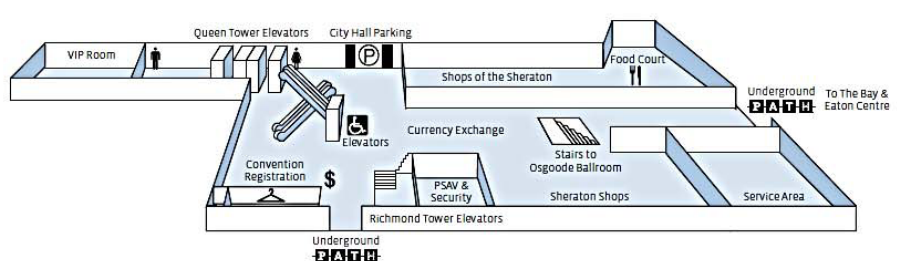 Queen Tower Elevators
City Hall Parking
VIP Room
P
Food Court
Shops of the Sheraton
Underground
PATH
To The Bay &
Eaton Centre
Currency Exchange
Elevators
Stairs to
Osgoode Ballroom
Convention
Registration
$
PSAV &
Security
Sheraton Shops
Service Area
Richmond Tower Elevators
Underground
PATH